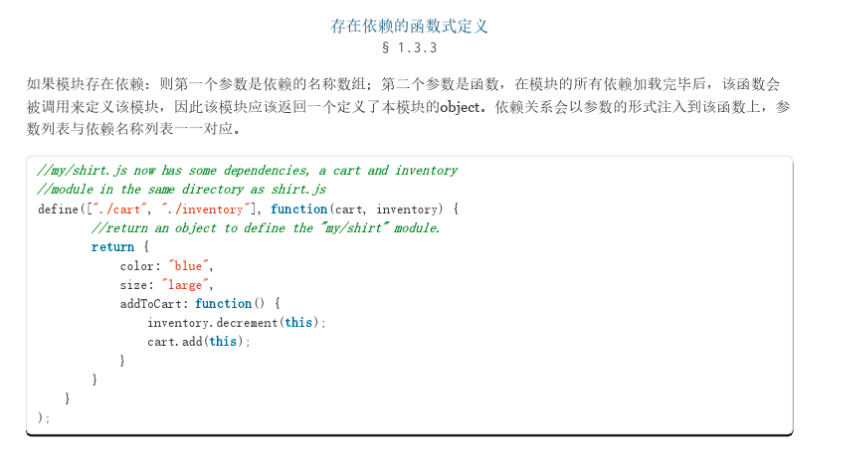 存在依赖的函数式定义
§ 1.3.3
如果模块存在依赖：则第一个参数是依赖的名称数组；第二个参数是函数，在模块的所有依赖加载完毕后，该函数会
被调用来定义该模块，因此该模块应该返回一个定义了本模块的object。依赖关系会以参数的形式注入到该函数上，参
数列表与依赖名称列表一一对应。
//my/shirt.js now has some dependencies, a cart and inventory
//module in the same directory as shirt.js
define(["./cart", "./inventory"], function(cart, inventory) {
        //return an object to define the "my/shirt" module.
        return {
            color: "blue",
            size: "large",
            addToCart: function() {
                inventory.decrement(this);
                cart.add(this);
            }
        }
    }
);